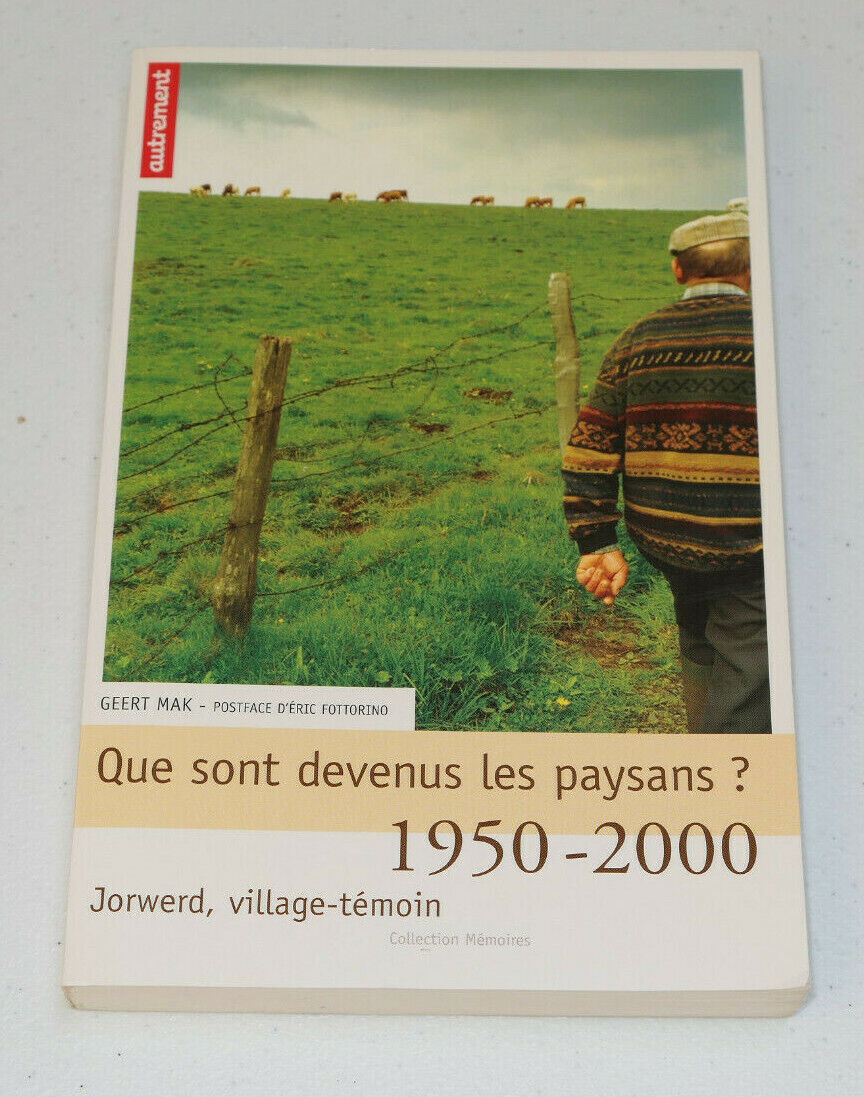 autrement
GEERT MAK - POSTFACE D'ÉRIC FOTTORINO
Que sont devenus les paysans ?
1950-2000
Jorwerd, village-témoin
Collection Mémoires